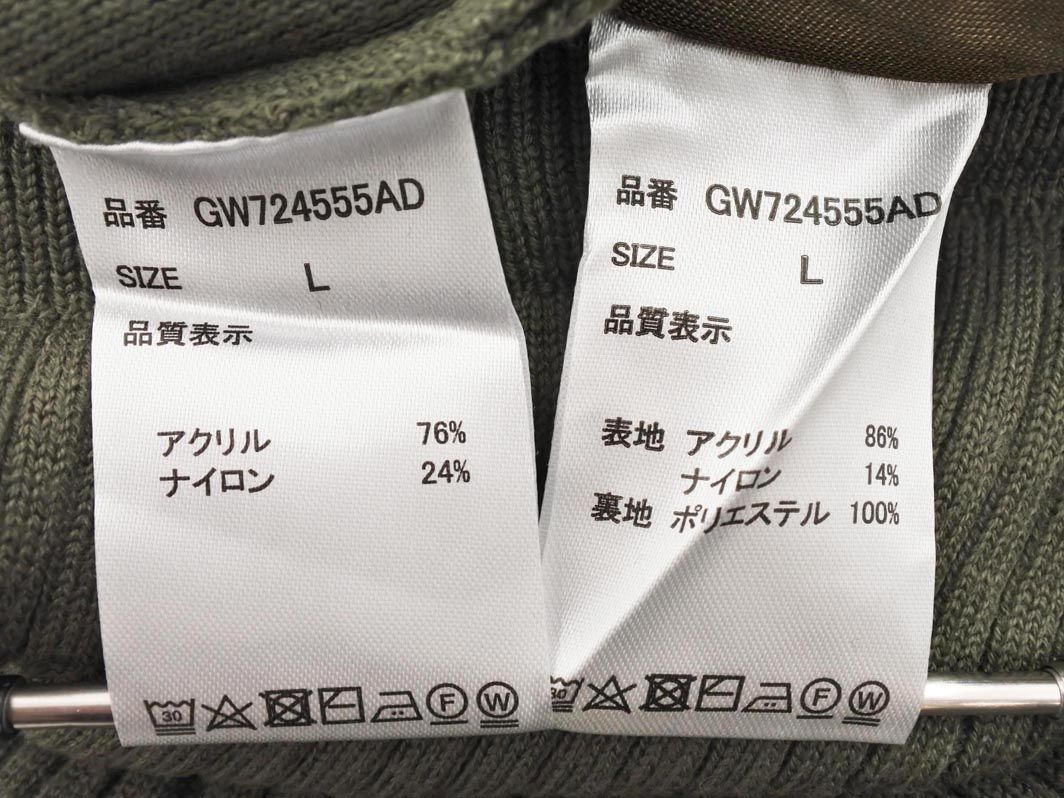 品番 GW724555AD
SIZE L
品質表示
アクリル 76%
ナイロン 24%
30
F
W
品番 GW724555AD
SIZE L
品質表示
表地 アクリル 86%
ナイロン 14%
裏地 ポリエステル 100%
30
F
W